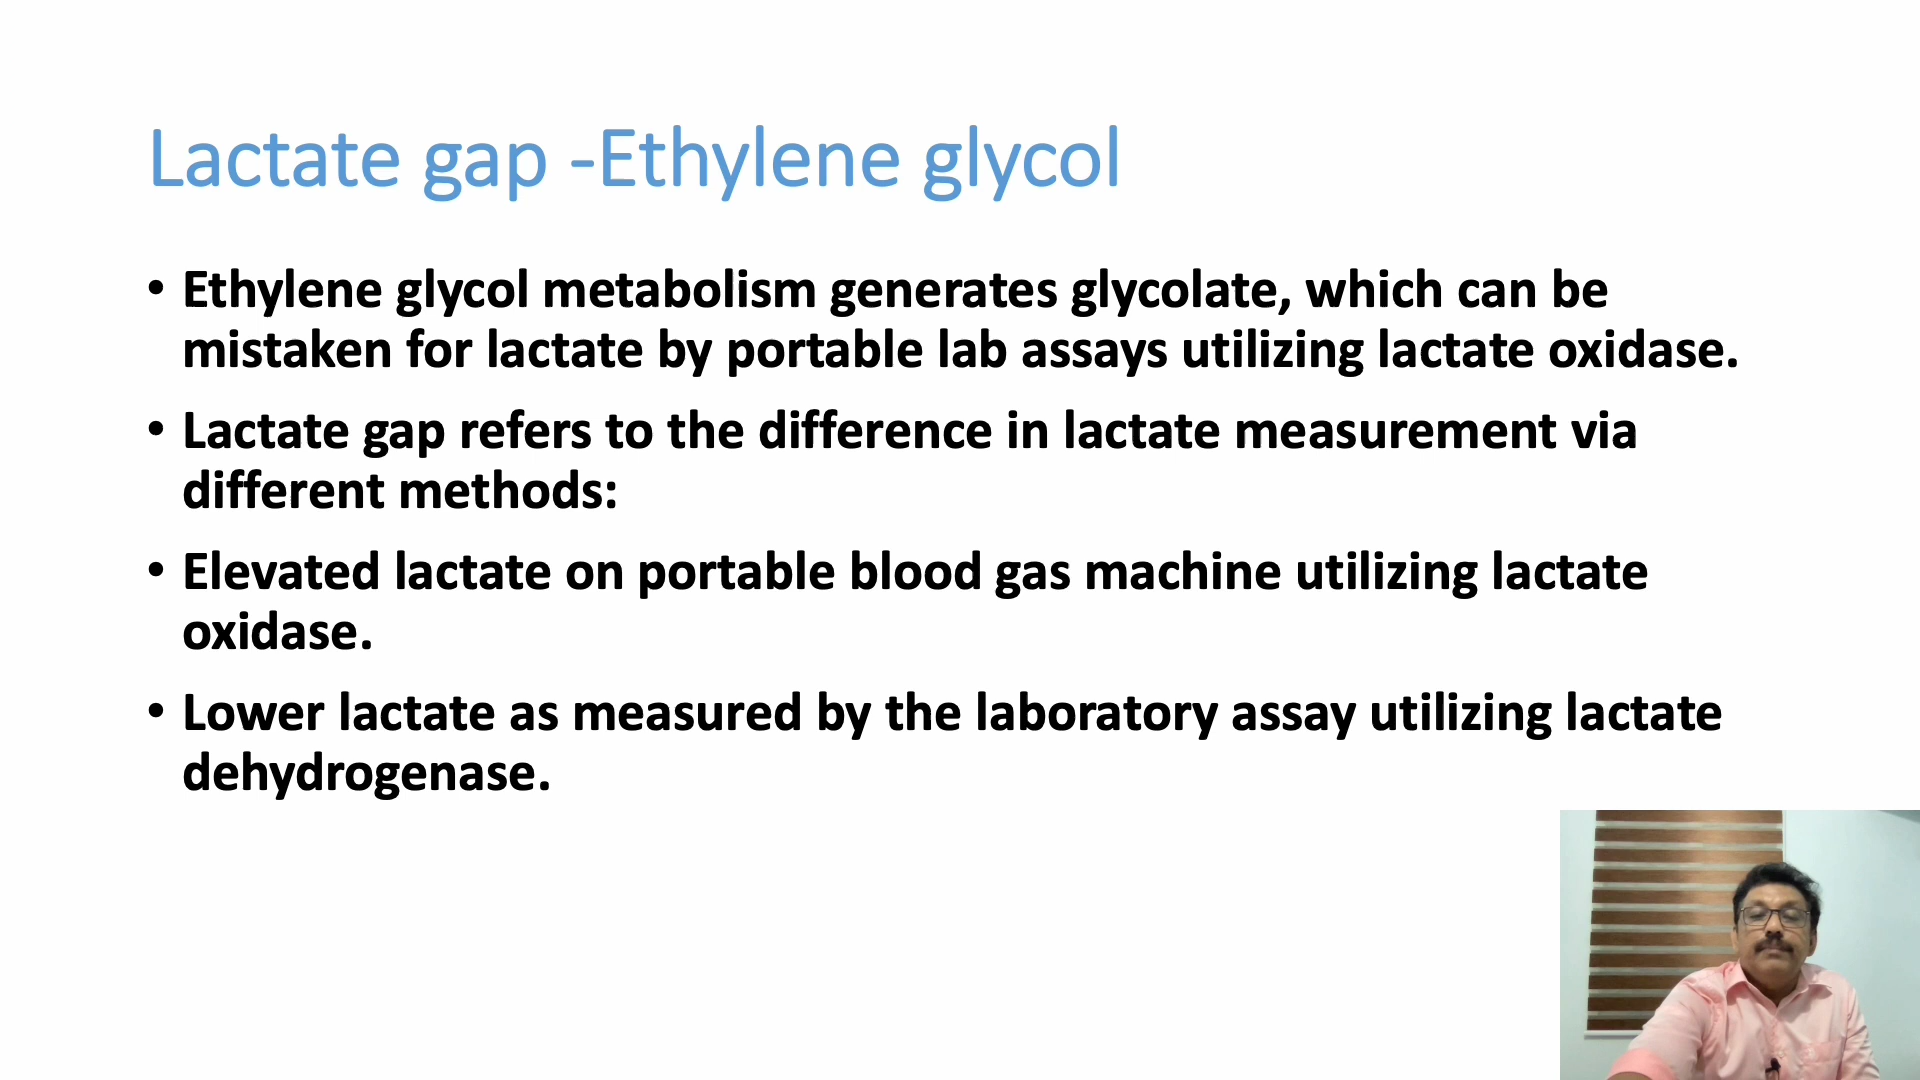 Lactate gap -Ethylene glycol
• Ethylene glycol metabolism generates glycolate, which can be
mistaken for lactate by portable lab assays utilizing lactate oxidase.
• Lactate gap refers to the difference in lactate measurement via
different methods:
• Elevated lactate on portable blood gas machine utilizing lactate
oxidase.
• Lower lactate as measured by the laboratory assay utilizing lactate
dehydrogenase.